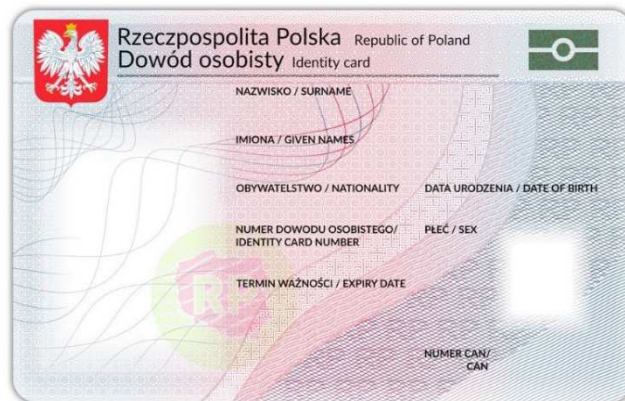 Rzeczpospolita Polska Republic of Poland
Dowód osobisty Identity card
NAZWISKO / SURNAME
IMIONA / GIVEN NAMES
OBYWATELSTWO / NATIONALITY DATA URODZENIA / DATE OF BIRTH
NUMER DOWODU OSOBISTEGO/ PŁEĆ / SEX
IDENTITY CARD NUMBER
RP
TERMIN WAŻNOŚCI / EXPIRY DATE
NUMER CAN/
CAN